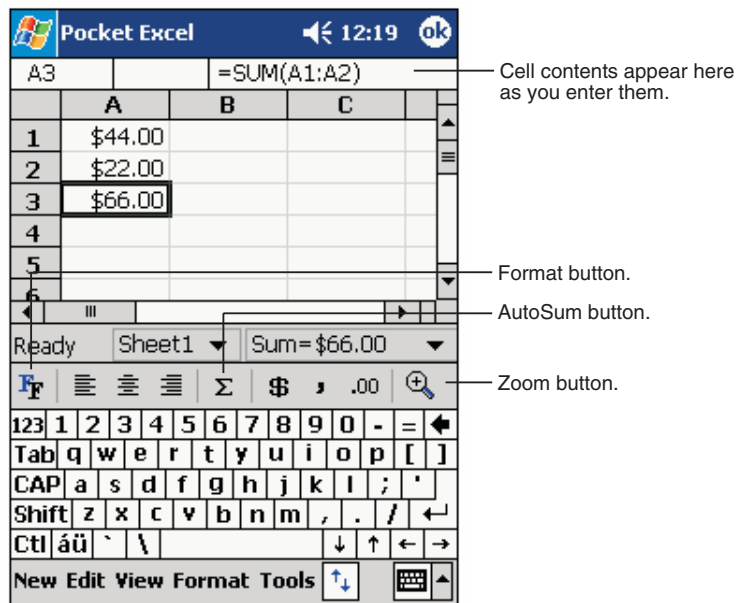 Pocket Excel 12:19 ok
A3 =SUM(A1:A2)
Cell contents appear here
as you enter them.
A B C
1 $44.00
2 $22.00
3 $66.00
4
5
6
Format button.
AutoSum button.
Ready Sheet1 Sum=$66.00
FF Σ $ , .00
Zoom button.
123 1 2 3 4 5 6 7 8 9 0 - =
Tab q w e r t y u i o p [ ]
CAP a s d f g h j k l ; '
Shift z x c v b n m , . /
Ctl áü ` \
New Edit View Format Tools